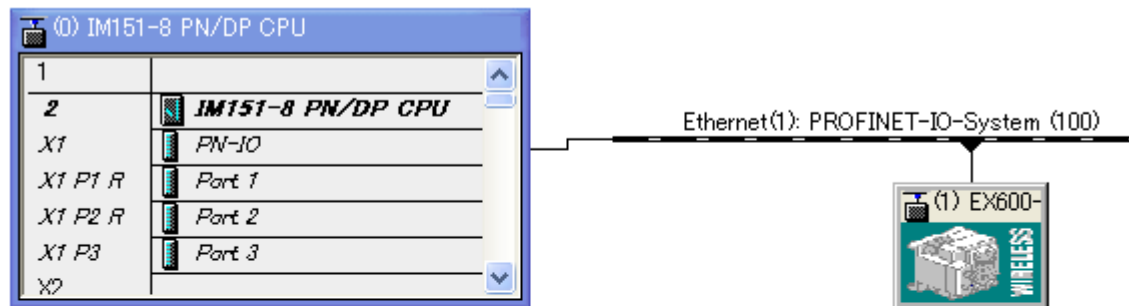 (0) IM151-8 PN/DP CPU
1
2 IM151-8 PN/DP CPU
X1 PN-IO
X1 P1 R Port 1
X1 P2 R Port 2
X1 P3 Port 3
X2
Ethernet(1): PROFINET-IO-System (100)
(1) EX600-
WIRELESS